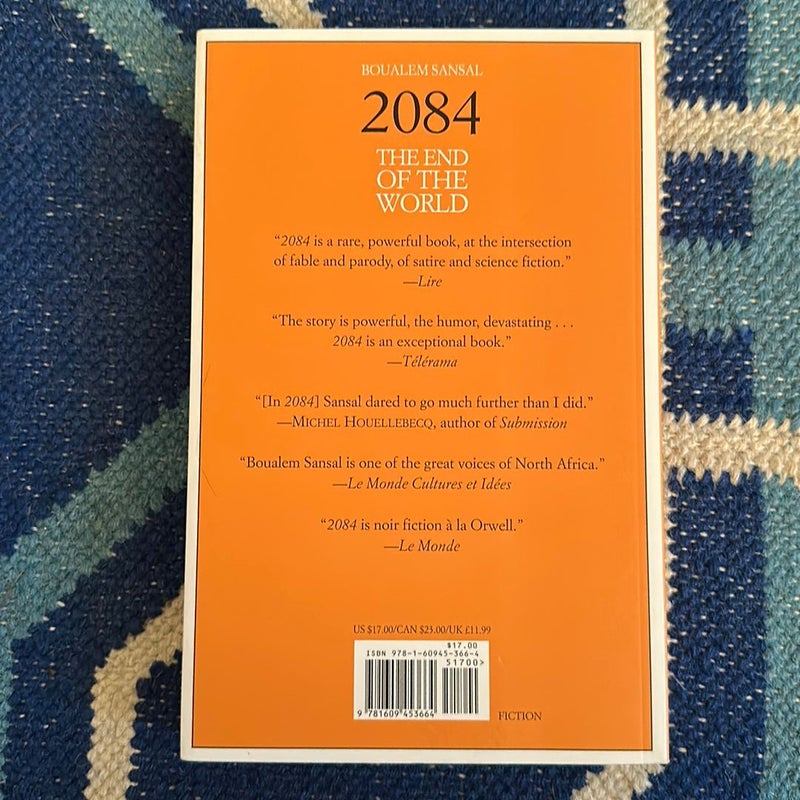 BOUALEM SANSAL
2084
THE END
OF THE
WORLD
“2084 is a rare, powerful book, at the intersection
of fable and parody, of satire and science fiction.”
—Lire
“The story is powerful, the humor, devastating . . .
2084 is an exceptional book.”
—Télérama
“[In 2084] Sansal dared to go much further than I did.”
—MICHEL HOUELLEBECQ, author of Submission
“Boualem Sansal is one of the great voices of North Africa.”
—Le Monde Cultures et Idées
“2084 is noir fiction à la Orwell.”
—Le Monde
US $17.00/CAN $23.00/UK £11.99
$17.00
ISBN 978-1-60945-366-4
51700>
9 781609 453664
FICTION